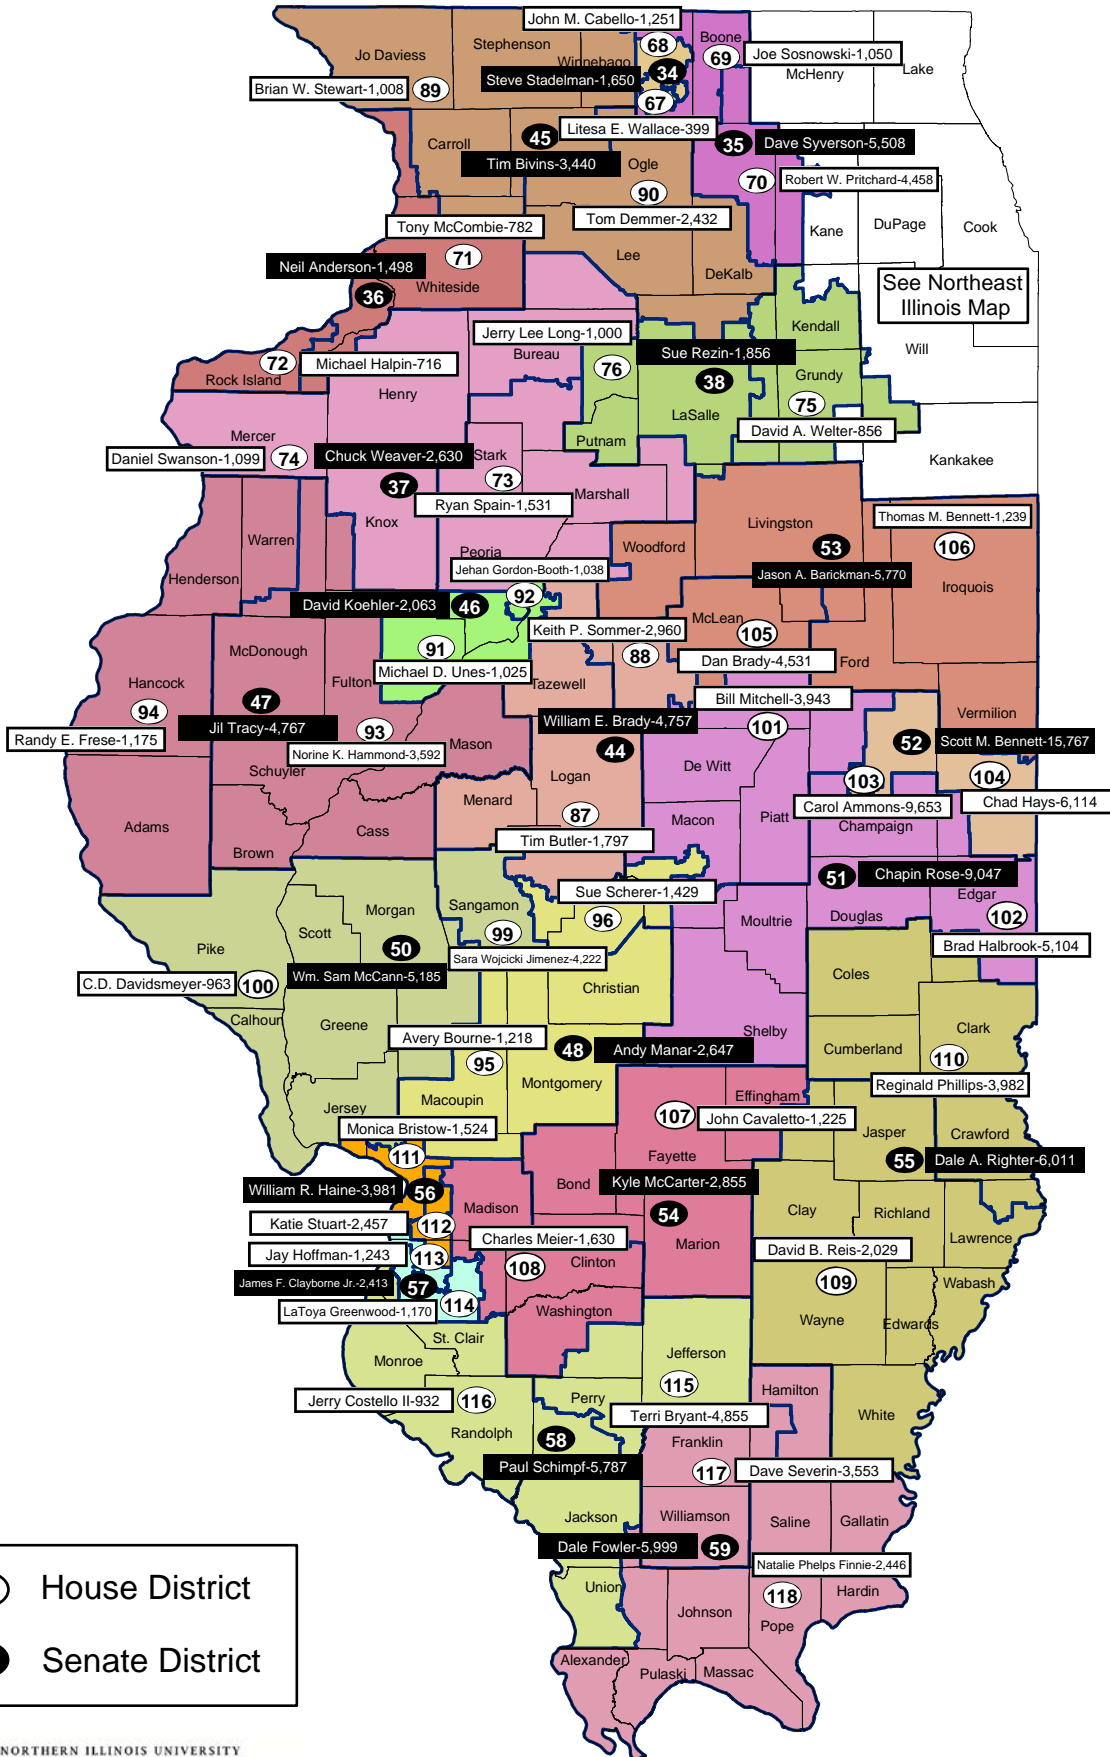 John M. Cabello-1,251
68
Boone
69
Joe Sosnowski-1,050
Jo Daviess
Stephenson
Winnebago
34
Steve Stadelman-1,650
McHenry
Lake
Brian W. Stewart-1,008
89
67
45
Litesa E. Wallace-399
35
Dave Syverson-5,508
Carroll
Tim Bivins-3,440
Ogle
90
70
Robert W. Pritchard-4,458
Tony McCombie-782
Tom Demmer-2,432
Kane
DuPage
Cook
71
Neil Anderson-1,498
Lee
DeKalb
Whiteside
36
See Northeast
Illinois Map
Jerry Lee Long-1,000
Kendall
Bureau
Sue Rezin-1,856
Will
72
Michael Halpin-716
76
38
Grundy
Rock Island
Henry
75
LaSalle
David A. Welter-856
Mercer
Putnam
Daniel Swanson-1,099
74
Chuck Weaver-2,630
Stark
Kankakee
37
73
Ryan Spain-1,531
Marshall
Knox
Livingston
Thomas M. Bennett-1,239
Warren
Woodford
53
106
Peoria
Jehan Gordon-Booth-1,038
Jason A. Barickman-5,770
Henderson
Iroquois
David Koehler-2,063
46
92
Keith P. Sommer-2,960
McLean
105
McDonough
91
88
Dan Brady-4,531
Ford
Hancock
Fulton
Michael D. Unes-1,025
Tazewell
47
Bill Mitchell-3,943
94
Jil Tracy-4,767
93
William E. Brady-4,757
101
Vermilion
Randy E. Frese-1,175
Norine K. Hammond-3,592
Mason
44
52
Scott M. Bennett-15,767
Schuyler
Logan
De Witt
103
104
Menard
Carol Ammons-9,653
Chad Hays-6,114
Adams
Cass
87
Macon
Piatt
Champaign
Brown
Tim Butler-1,797
51
Chapin Rose-9,047
Sue Scherer-1,429
Edgar
Morgan
Sangamon
96
Moultrie
Douglas
102
Scott
99
Pike
50
Brad Halbrook-5,104
C.D. Davidsmeyer-963
100
Wm. Sam McCann-5,185
Sara Wojcicki Jimenez-4,222
Coles
Christian
Calhoun
Greene
Shelby
Clark
Avery Bourne-1,218
48
Andy Manar-2,647
Cumberland
110
95
Montgomery
Reginald Phillips-3,982
Macoupin
Effingham
Jersey
107
John Cavaletto-1,225
Jasper
Crawford
Monica Bristow-1,524
111
Fayette
55
Dale A. Righter-6,011
William R. Haine-3,981
56
Bond
Kyle McCarter-2,855
Madison
54
Clay
Richland
Katie Stuart-2,457
112
Charles Meier-1,630
Marion
Lawrence
Jay Hoffman-1,243
113
108
Clinton
David B. Reis-2,029
James F. Clayborne Jr.-2,413
57
109
Wabash
LaToya Greenwood-1,170
114
Washington
Wayne
Edwards
St. Clair
Monroe
Jefferson
115
Jerry Costello II-932
116
Perry
Hamilton
Terri Bryant-4,855
White
Randolph
58
Franklin
Paul Schimpf-5,787
117
Dave Severin-3,553
Jackson
Williamson
Saline
Gallatin
Dale Fowler-5,999
59
Natalie Phelps Finnie-2,446
Union
118
Hardin
House District
Johnson
Pope
Senate District
Alexander
Pulaski
Massac
NORTHERN ILLINOIS UNIVERSITY